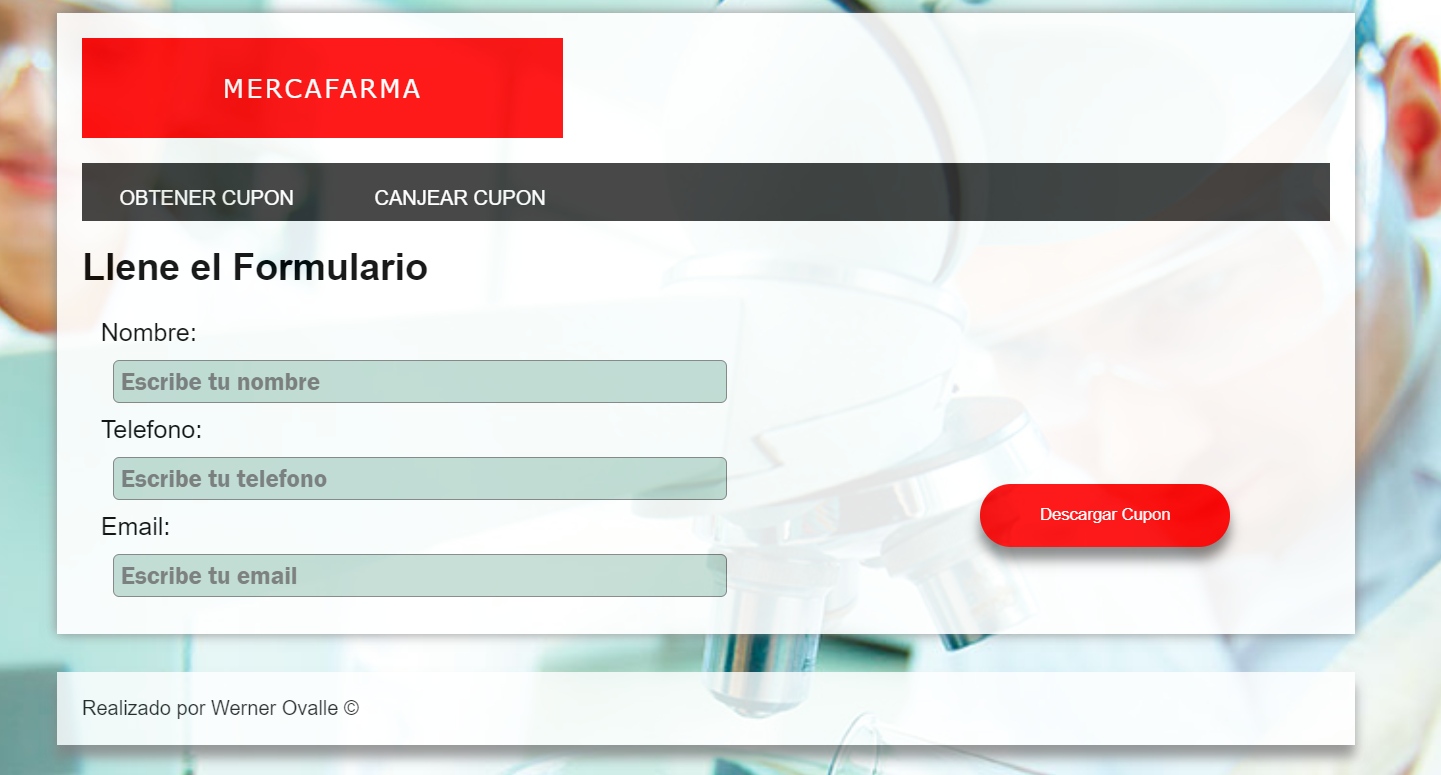 MERCAFARMA
OBTENER CUPON CANJEAR CUPON
Llene el Formulario
Nombre:
Escribe tu nombre
Telefono:
Escribe tu telefono
Email:
Escribe tu email
Descargar Cupon
Realizado por Werner Ovalle ©